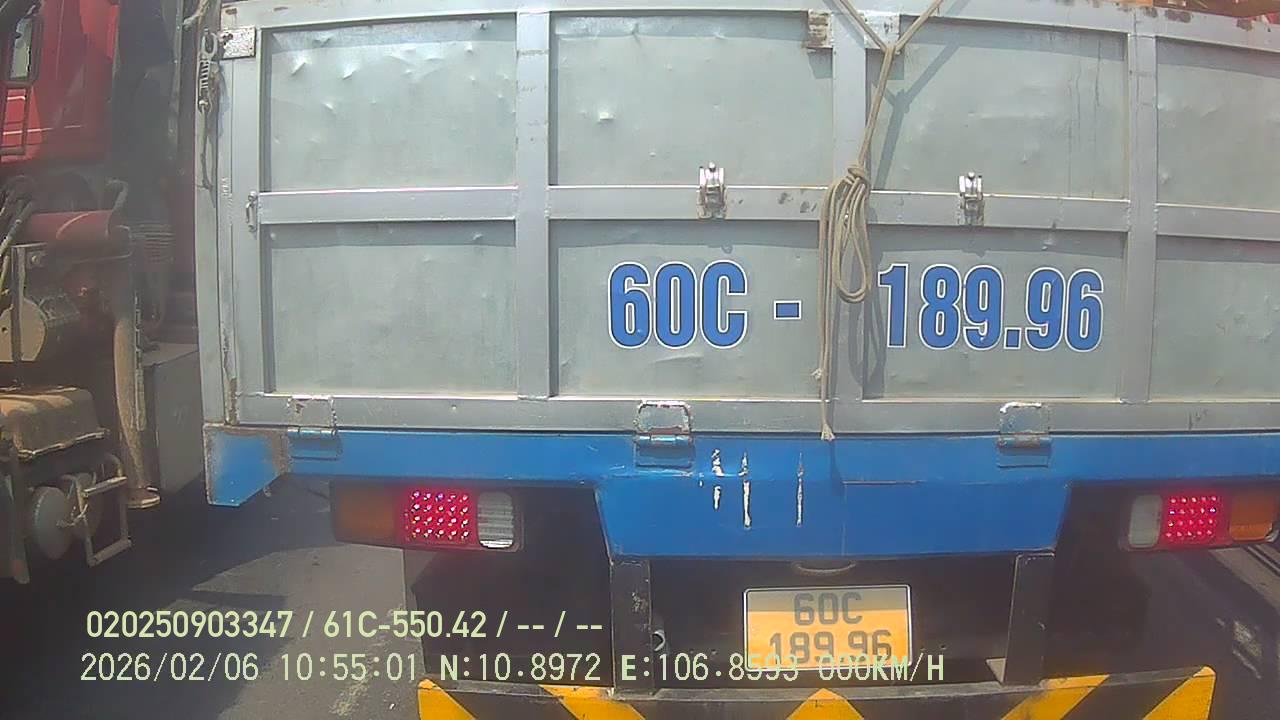 60C - 189.96
60C
189.96
020250903347 / 61C-550.42 / -- / --
2026/02/06 10:55:01 N:10.8972 E:106.8593 000KM/H